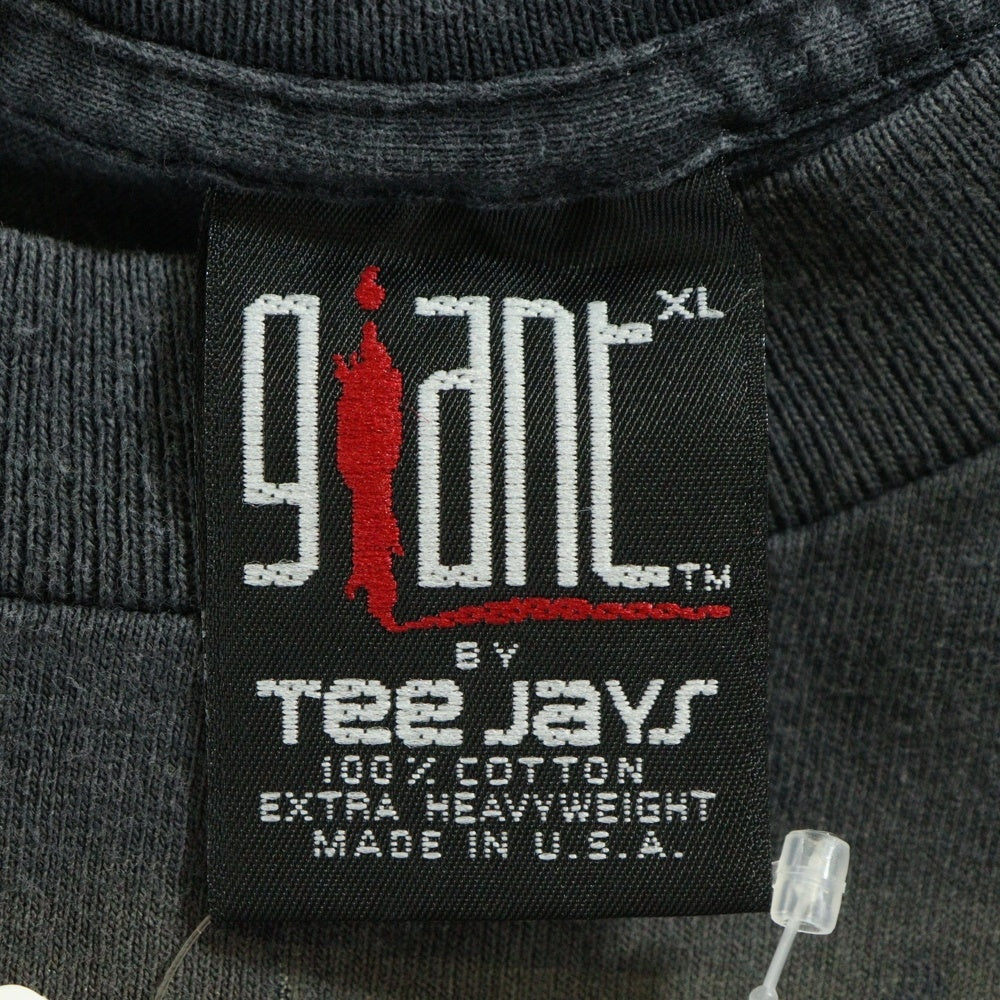 giant XL
TM
BY
Tee Jays
100% COTTON
EXTRA HEAVYWEIGHT
MADE IN U.S.A.